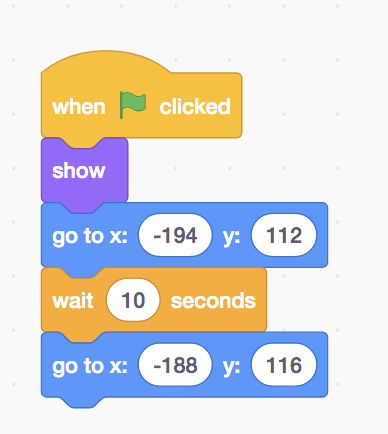 when clicked
show
go to x: -194 y: 112
wait 10 seconds
go to x: -188 y: 116